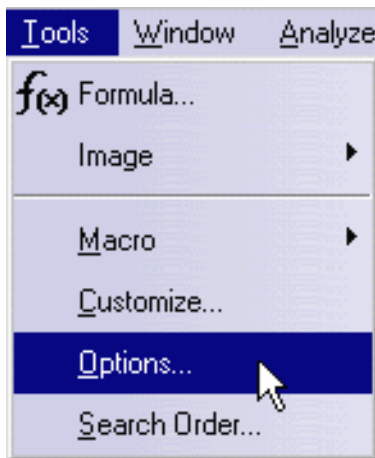 Tools Window Analyze
f(x) Formula...
Image
Macro
Customize...
Options...
Search Order...